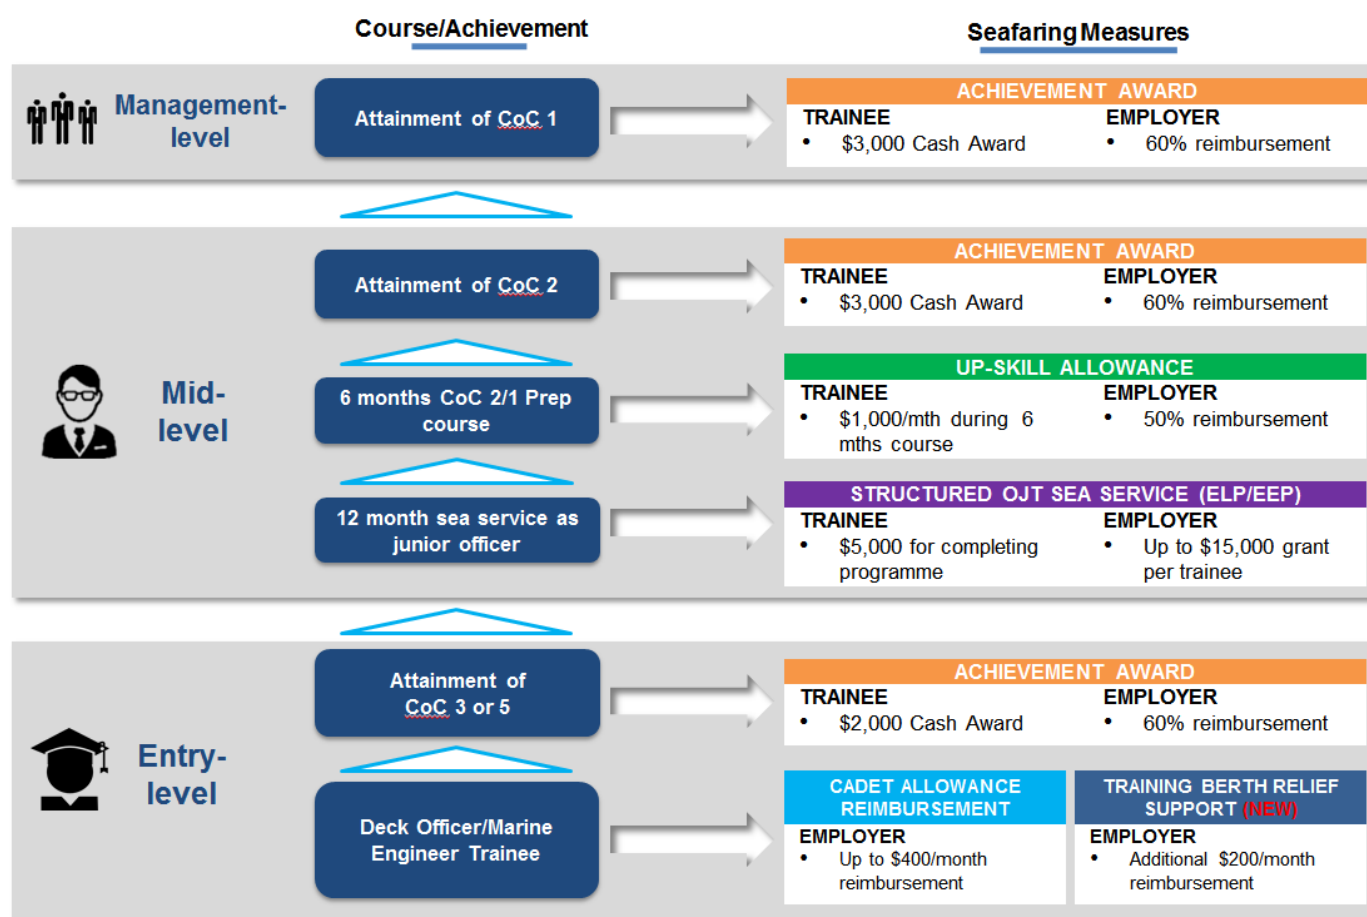 Course/Achievement
Seafaring Measures
Management-
level
Attainment of CoC 1
ACHIEVEMENT AWARD
TRAINEE
• $3,000 Cash Award
EMPLOYER
• 60% reimbursement
Mid-
level
Attainment of CoC 2
ACHIEVEMENT AWARD
TRAINEE
• $3,000 Cash Award
EMPLOYER
• 60% reimbursement
6 months CoC 2/1 Prep
course
UP-SKILL ALLOWANCE
TRAINEE
• $1,000/mth during 6
mths course
EMPLOYER
• 50% reimbursement
12 month sea service as
junior officer
STRUCTURED OJT SEA SERVICE (ELP/EEP)
TRAINEE
• $5,000 for completing
programme
EMPLOYER
• Up to $15,000 grant
per trainee
Entry-
level
Attainment of
CoC 3 or 5
ACHIEVEMENT AWARD
TRAINEE
• $2,000 Cash Award
EMPLOYER
• 60% reimbursement
Deck Officer/Marine
Engineer Trainee
CADET ALLOWANCE
REIMBURSEMENT
EMPLOYER
• Up to $400/month
reimbursement
TRAINING BERTH RELIEF
SUPPORT (NEW)
EMPLOYER
• Additional $200/month
reimbursement